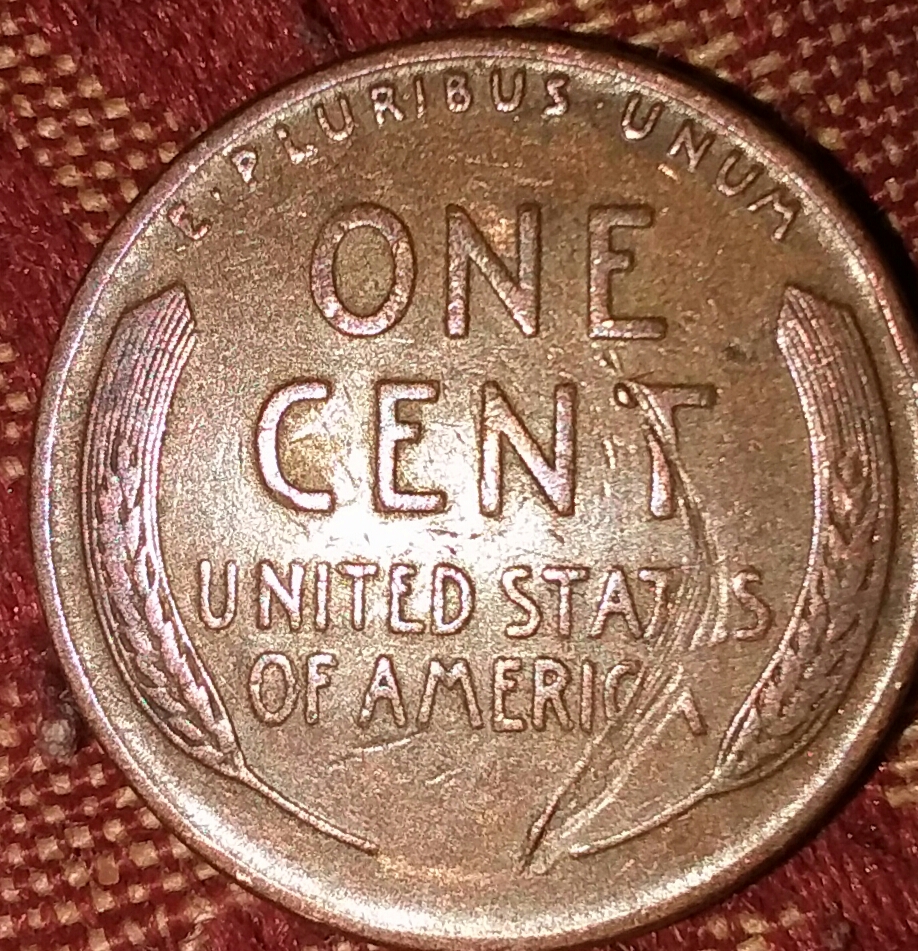 E·PLURIBUS·UNUM
ONE
CENT
UNITED STATES
OF AMERICA